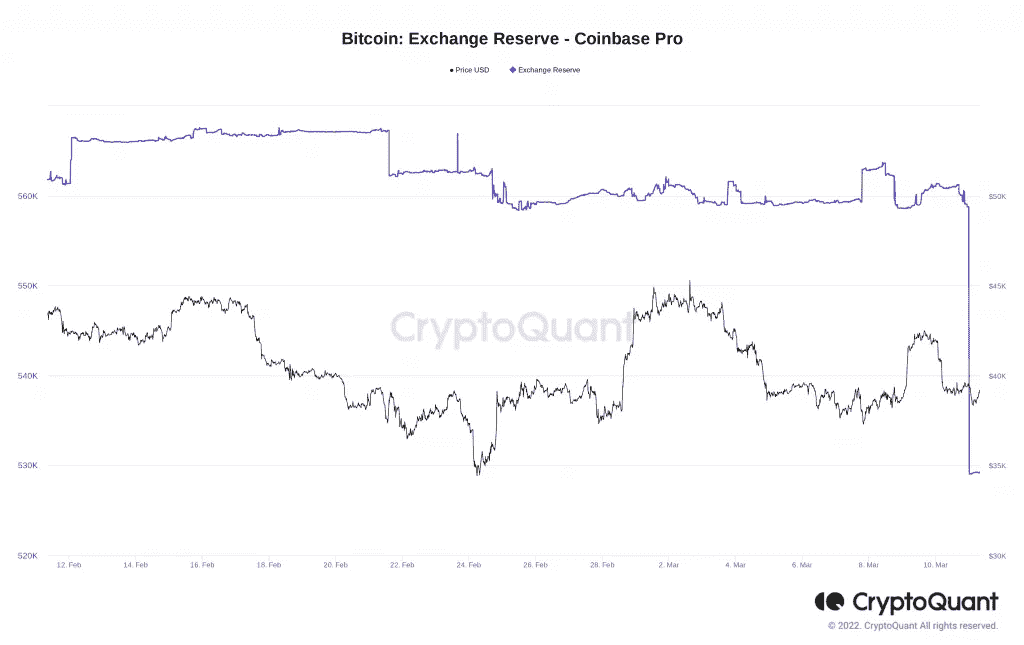 Bitcoin: Exchange Reserve - Coinbase Pro
Price USD Exchange Reserve
560K $50K
550K $45K
CryptoQuant
540K $40K
530K $35K
520K $30K
12. Feb 14. Feb 16. Feb 18. Feb 20. Feb 22. Feb 24. Feb 26. Feb 28. Feb 2. Mar 4. Mar 6. Mar 8. Mar 10. Mar
CryptoQuant
© 2022. CryptoQuant All rights reserved.